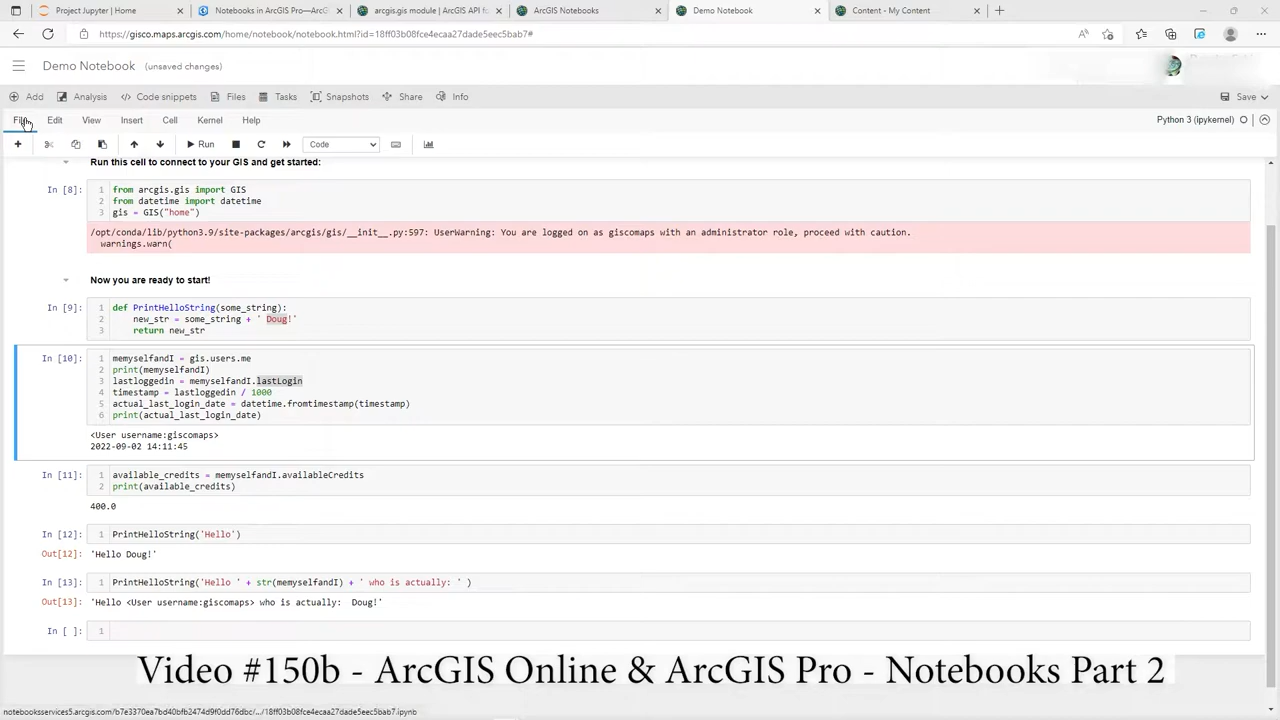 Project Jupyter | Home
Notebooks in ArcGIS Pro—ArcG
arcgis.gis module | ArcGIS API f
ArcGIS Notebooks
Demo Notebook
Content - My Content
https://gisco.maps.arcgis.com/home/notebook/notebook.html?id=18ff03b08fce4ecaa27dade5eec5bab7#
Demo Notebook (unsaved changes)
Add Analysis Code snippets Files Tasks Snapshots Share Info Save
File Edit View Insert Cell Kernel Help Python 3 (ipykernel)
Run Code
Run this cell to connect to your GIS and get started:
In [8]:
1 from arcgis.gis import GIS
2 from datetime import datetime
3 gis = GIS("home")
/opt/conda/lib/python3.9/site-packages/arcgis/gis/__init__.py:597: UserWarning: You are logged on as giscomaps with an administrator role, proceed with caution.
warnings.warn(
Now you are ready to start!
In [9]:
1 def PrintHelloString(some_string):
2 new_str = some_string + ' Doug!'
3 return new_str
In [10]:
1 memyselfandI = gis.users.me
2 print(memyselfandI)
3 lastloggedin = memyselfandI.lastLogin
4 timestamp = lastloggedin / 1000
5 actual_last_login_date = datetime.fromtimestamp(timestamp)
6 print(actual_last_login_date)
<User username:giscomaps>
2022-09-02 14:11:45
In [11]:
1 available_credits = memyselfandI.availableCredits
2 print(available_credits)
400.0
In [12]: 1 PrintHelloString('Hello')
Out[12]: 'Hello Doug!'
In [13]: 1 PrintHelloString('Hello ' + str(memyselfandI) + ' who is actually: ' )
Out[13]: 'Hello <User username:giscomaps> who is actually:  Doug!'
In [ ]: 1
Video #150b - ArcGIS Online & ArcGIS Pro - Notebooks Part 2
notebooksservices5.arcgis.com/b7e3370ea7bd40bfb2474d9f0dd76dbc/.../18ff03b08fce4ecaa27dade5eec5bab7.ipynb